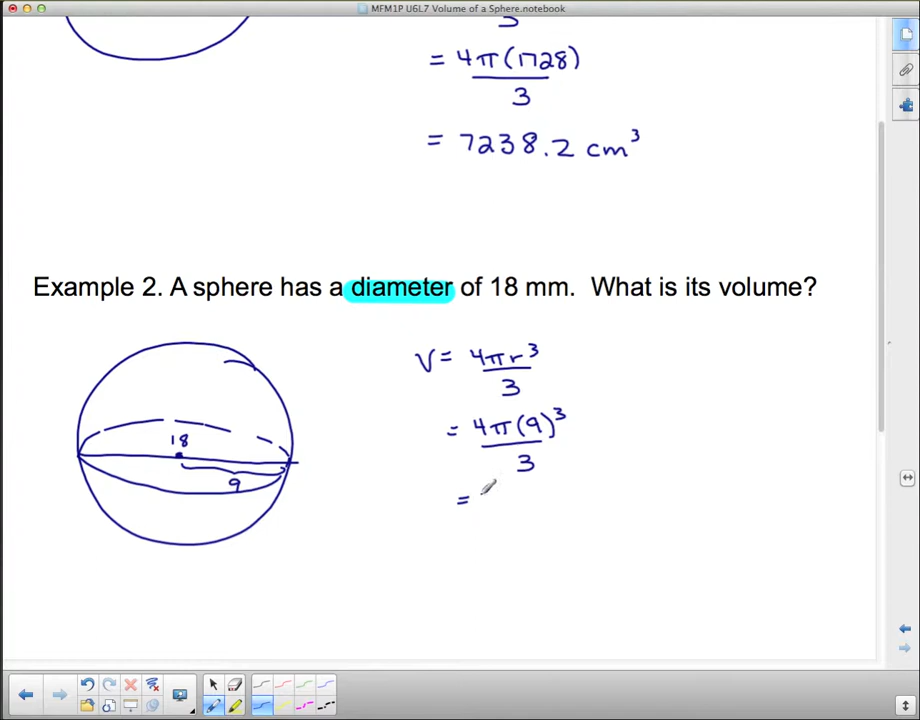 MFM1P U6L7 Volume of a Sphere.notebook
3
= 4π(1728)
3
= 7238.2 cm³
Example 2. A sphere has a diameter of 18 mm. What is its volume?
V = 4πr³
3
= 4π(9)³
3
=
18
9